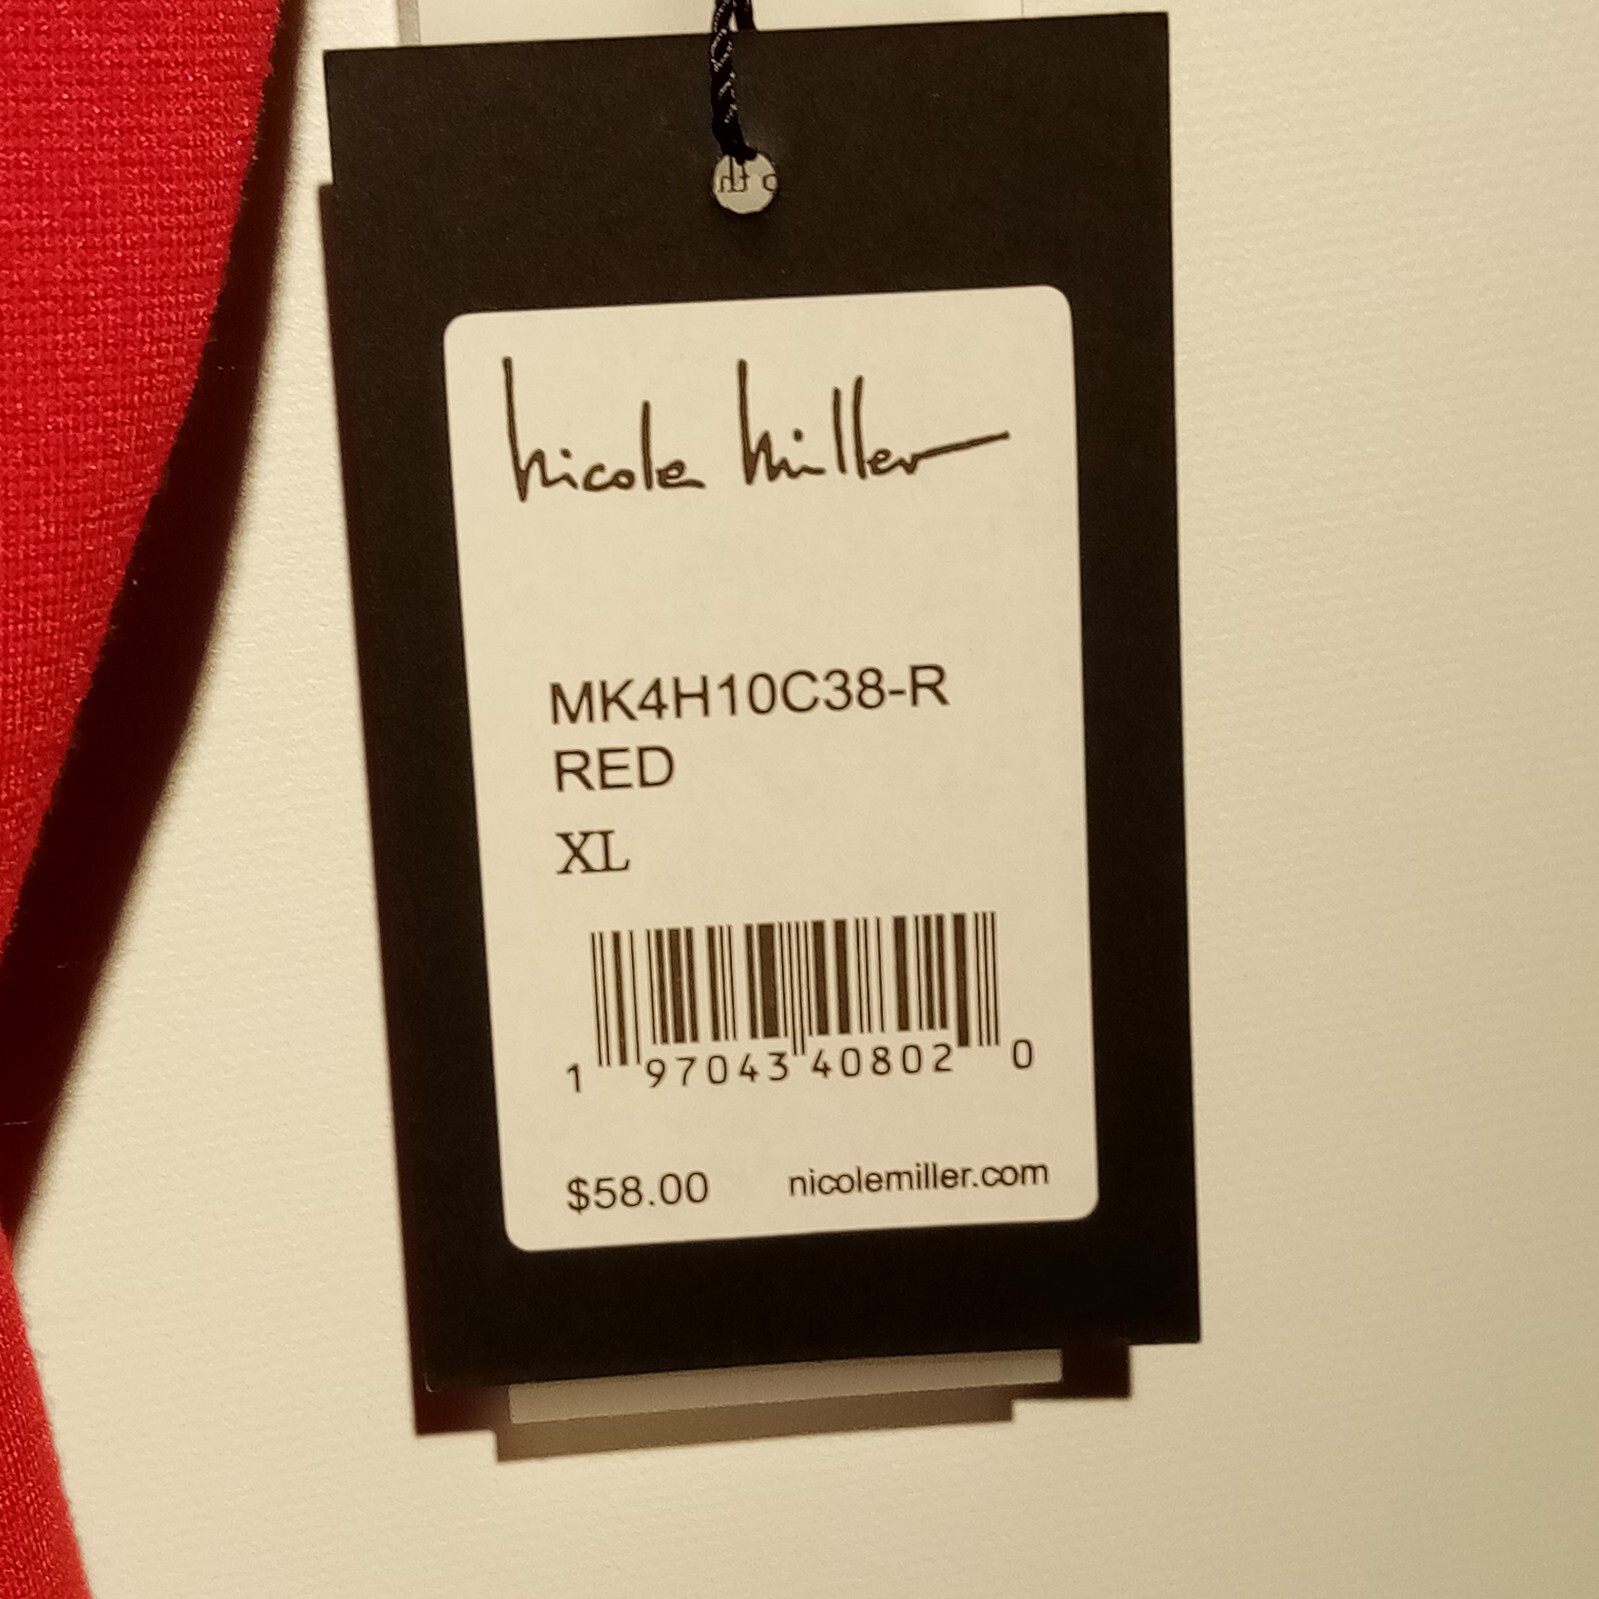 nicole miller
MK4H10C38-R
RED
XL
1 97043 40802 0
$58.00 nicolemiller.com